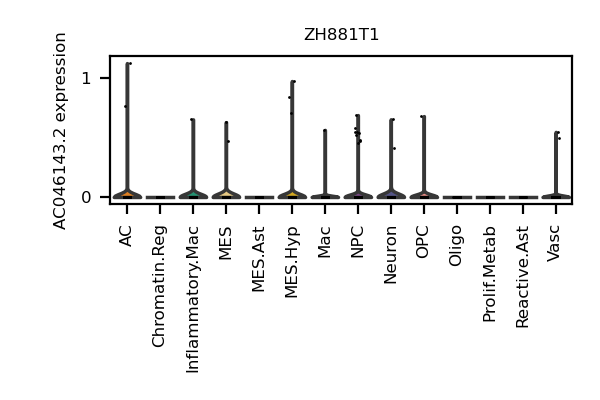 ZH881T1
AC046143.2 expression
1
0
AC
Chromatin.Reg
Inflammatory.Mac
MES
MES.Ast
MES.Hyp
Mac
NPC
Neuron
OPC
Oligo
Prolif.Metab
Reactive.Ast
Vasc